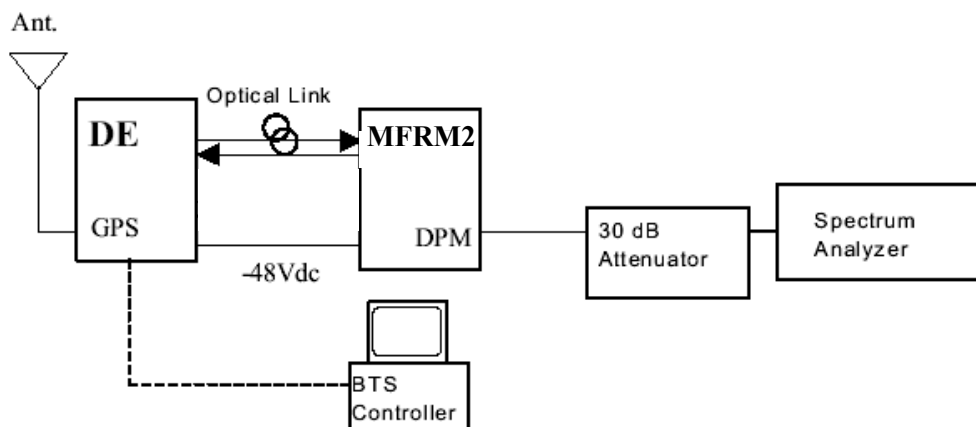 Ant.
Optical Link
DE
MFRM2
GPS
DPM
-48Vdc
30 dB
Attenuator
Spectrum
Analyzer
BTS
Controller